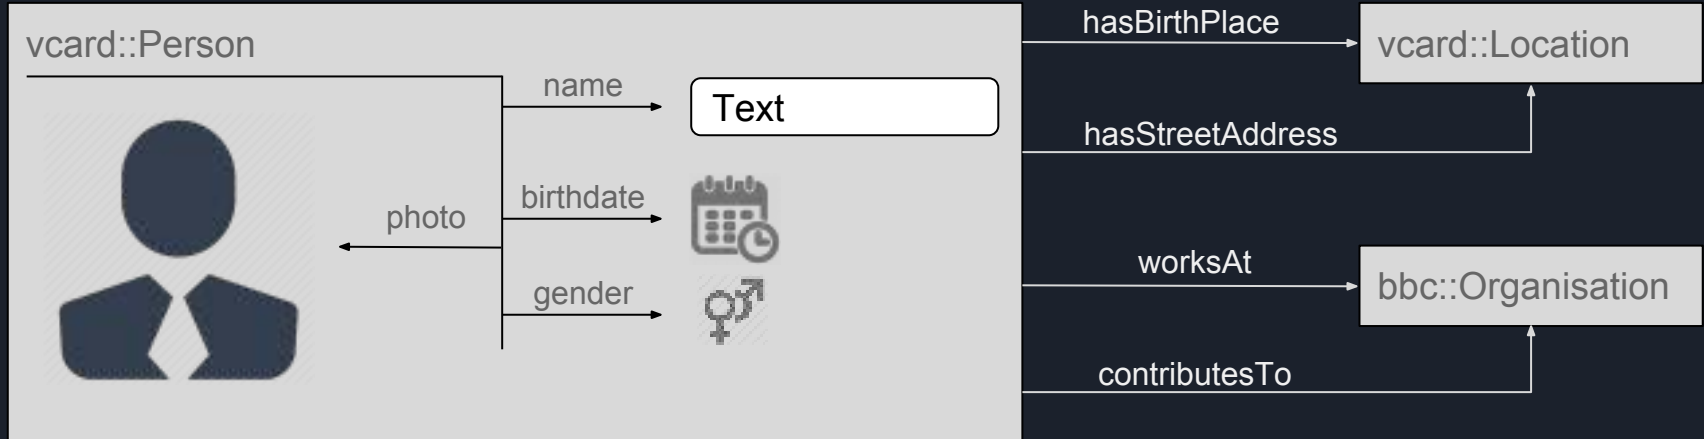 vcard::Person
name
Text
birthdate
photo
gender
hasBirthPlace
vcard::Location
hasStreetAddress
worksAt
bbc::Organisation
contributesTo